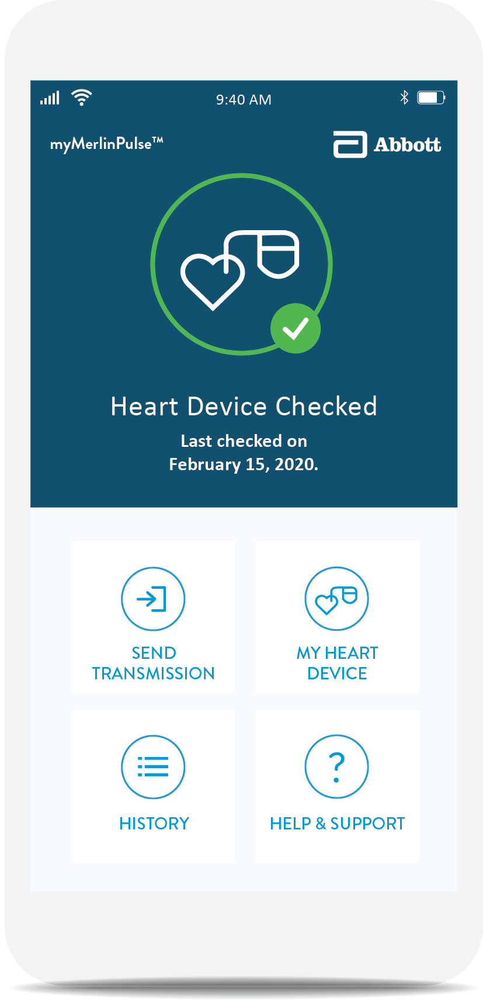 9:40 AM
myMerlinPulse™
Abbott
Heart Device Checked
Last checked on
February 15, 2020.
SEND
TRANSMISSION
MY HEART
DEVICE
HISTORY
HELP & SUPPORT